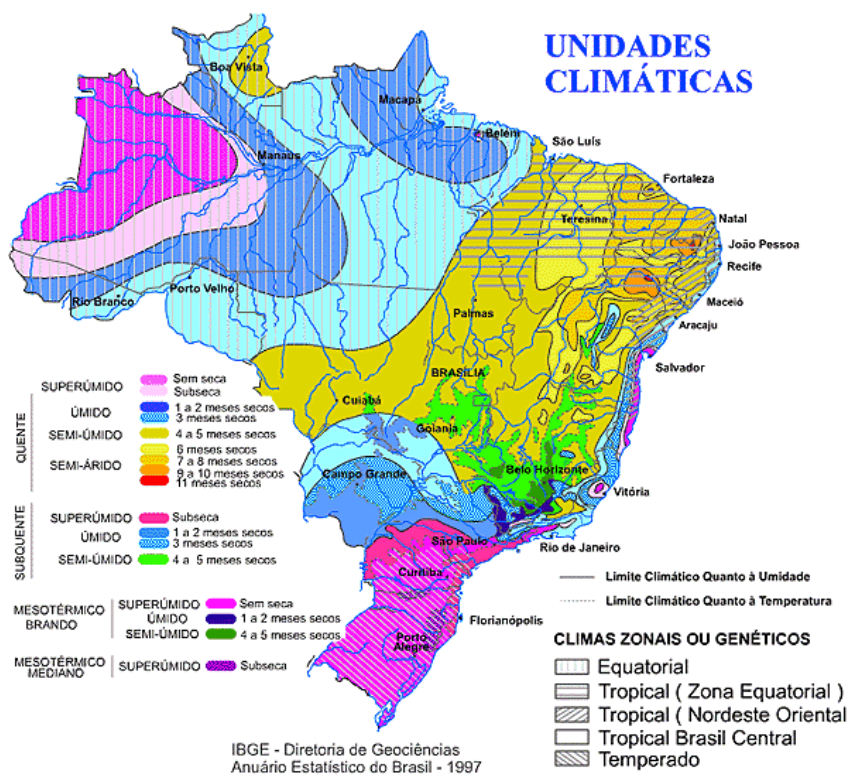 UNIDADES
CLIMÁTICAS
Boa Vista
Macapá
Belém
São Luís
Manaus
Fortaleza
Teresina
Natal
João Pessoa
Recife
Porto Velho
Rio Branco
Maceió
Palmas
Aracaju
Salvador
BRASÍLIA
Cuiabá
Goiania
Belo Horizonte
Campo Grande
Vitória
São Paulo
Rio de Janeiro
Curitiba
Florianópolis
Porto
Alegre
QUENTE
SUPERÚMIDO
Sem seca
Subseca
ÚMIDO
1 a 2 meses secos
3 meses secos
SEMI-ÚMIDO
4 a 5 meses secos
SEMI-ÁRIDO
6 meses secos
7 a 8 meses secos
9 a 10 meses secos
11 meses secos
SUBQUENTE
SUPERÚMIDO
Subseca
ÚMIDO
1 a 2 meses secos
3 meses secos
SEMI-ÚMIDO
4 a 5 meses secos
MESOTÉRMICO
BRANDO
SUPERÚMIDO
Sem seca
ÚMIDO
1 a 2 meses secos
SEMI-ÚMIDO
4 a 5 meses secos
MESOTÉRMICO
MEDIANO
SUPERÚMIDO
Subseca
Limite Climático Quanto à Umidade
Limite Climático Quanto à Temperatura
CLIMAS ZONAIS OU GENÉTICOS
Equatorial
Tropical ( Zona Equatorial )
Tropical ( Nordeste Oriental
Tropical Brasil Central
Temperado
IBGE - Diretoria de Geociências
Anuário Estatístico do Brasil - 1997